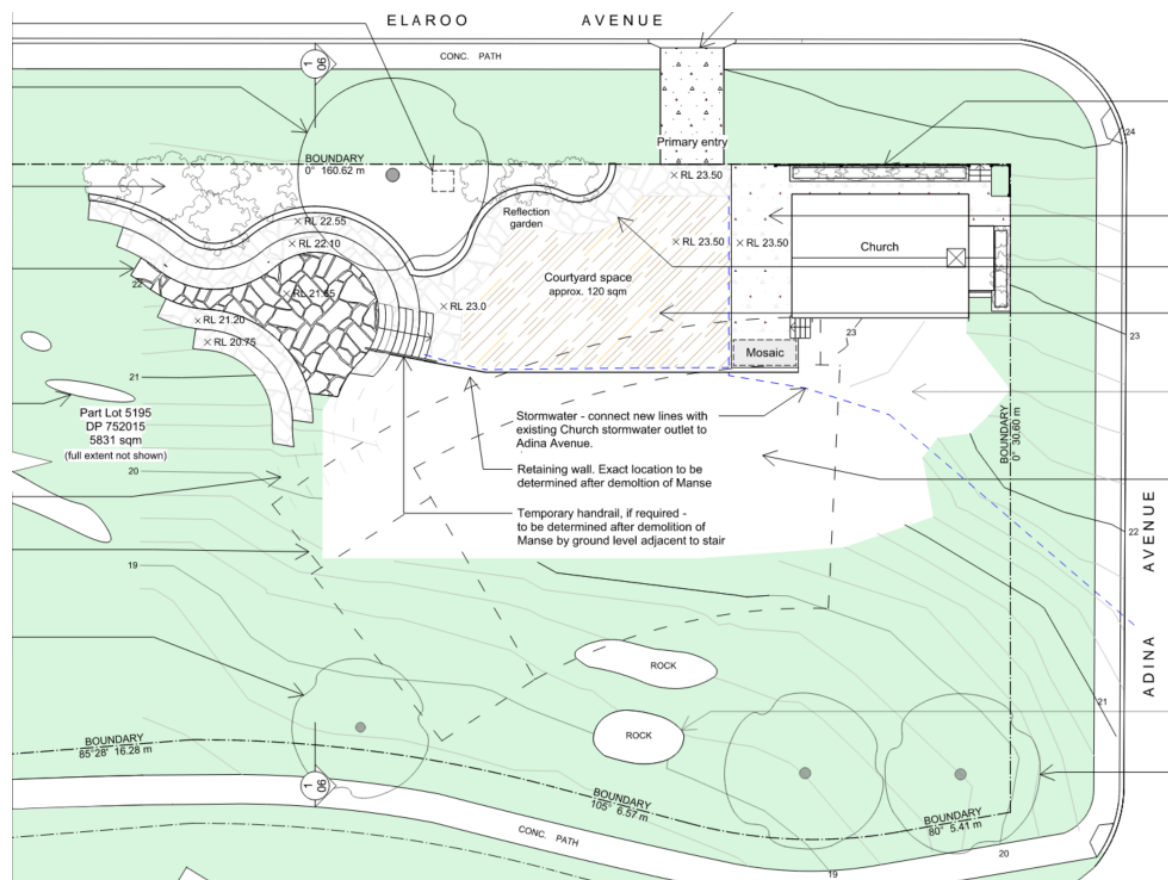 ELAROO AVENUE
CONC. PATH
1
06
24
Primary entry
BOUNDARY
0° 160.62 m
RL 23.50
Reflection
garden
RL 22.55
RL 22.10
RL 23.50
RL 23.50
Church
22
Courtyard space
approx. 120 sqm
RL 21.65
RL 23.0
RL 21.20
RL 20.75
23
23
Mosaic
21
Part Lot 5195
DP 752015
5831 sqm
(full extent not shown)
Stormwater - connect new lines with
existing Church stormwater outlet to
Adina Avenue.
BOUNDARY
0° 30.60 m
20
Retaining wall. Exact location to be
determined after demoltion of Manse
Temporary handrail, if required -
to be determined after demolition of
Manse by ground level adjacent to stair
22
ADINA AVENUE
19
ROCK
21
ROCK
BOUNDARY
85°28' 16.28 m
1
06
BOUNDARY
105° 6.57 m
BOUNDARY
80° 5.41 m
CONC. PATH
20
19